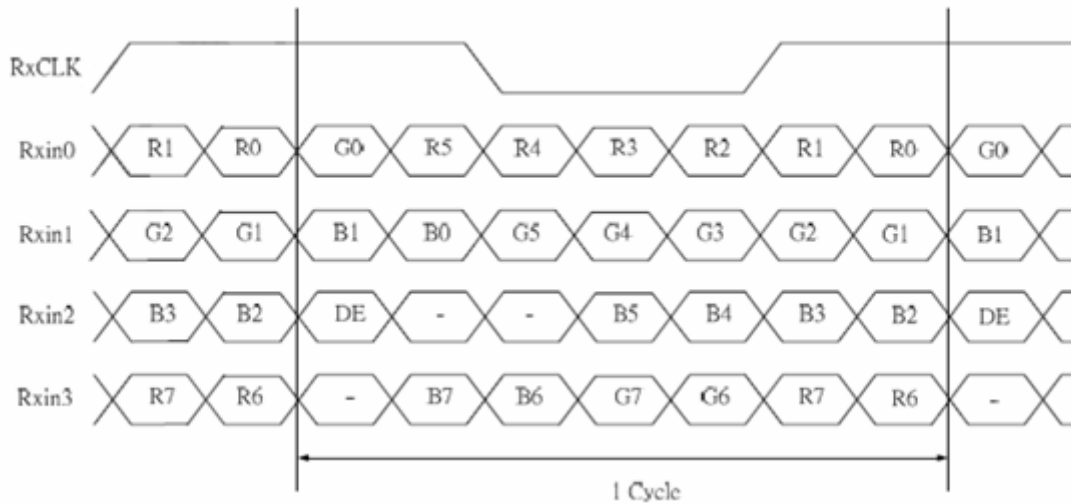 RxCLK
Rxin0 R1 R0 G0 R5 R4 R3 R2 R1 R0 G0
Rxin1 G2 G1 B1 B0 G5 G4 G3 G2 G1 B1
Rxin2 B3 B2 DE - - B5 B4 B3 B2 DE
Rxin3 R7 R6 - B7 B6 G7 G6 R7 R6 -
1 Cycle